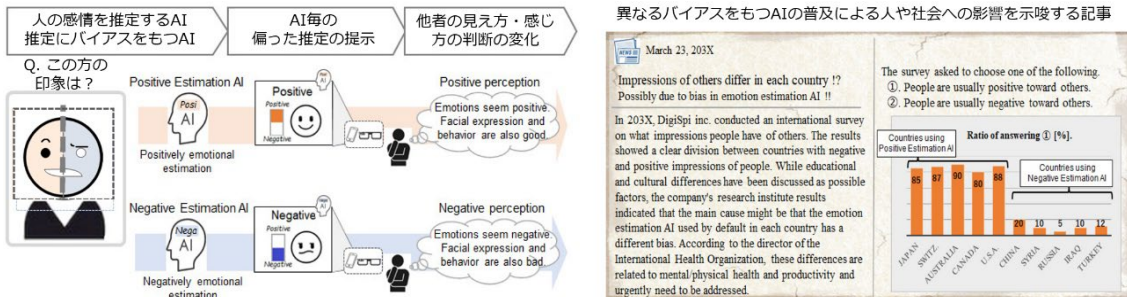 人の感情を推定するAI
推定にバイアスをもつAI
AI毎の
偏った推定の提示
他者の見え方・感じ
方の判断の変化
Q. この方の
印象は？
Positive Estimation AI
Posi
AI
Positively emotional
estimation
Positive
Positive
Negative
Posi
AI
Positive perception
Emotions seem positive.
Facial expression and
behavior are also good.
Negative Estimation AI
Nega
AI
Negatively emotional
estimation
Negative
Positive
Negative
Nega
AI
Negative perception
Emotions seem negative.
Facial expression and
behavior are also bad.
異なるバイアスをもつAIの普及による人や社会への影響を示唆する記事
NEWS
March 23, 203X
Impressions of others differ in each country !?
Possibly due to bias in emotion estimation AI !!
In 203X, DigiSpi inc. conducted an international survey
on what impressions people have of others. The results
showed a clear division between countries with negative
and positive impressions of people. While educational
and cultural differences have been discussed as possible
factors, the company's research institute results
indicated that the main cause might be that the emotion
estimation AI used by default in each country has a
different bias. According to the director of the
International Health Organization, these differences are
related to mental/physical health and productivity and
urgently need to be addressed.
The survey asked to choose one of the following.
①. People are usually positive toward others.
②. People are usually negative toward others.
Ratio of answering ① [%].
Countries using
Positive Estimation AI
Countries using
Negative Estimation AI
85 87 90 80 88 20 10 5 10 12
JAPAN SWITZ. AUSTRALIA CANADA U.S.A. CHINA SYRIA RUSSIA IRAQ TURKEY